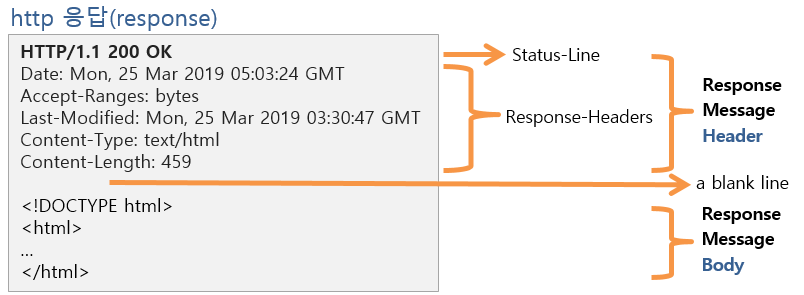 http 응답(response)
HTTP/1.1 200 OK
Date: Mon, 25 Mar 2019 05:03:24 GMT
Accept-Ranges: bytes
Last-Modified: Mon, 25 Mar 2019 03:30:47 GMT
Content-Type: text/html
Content-Length: 459
<!DOCTYPE html>
<html>
...
</html>
Status-Line
Response-Headers
Response
Message
Header
a blank line
Response
Message
Body